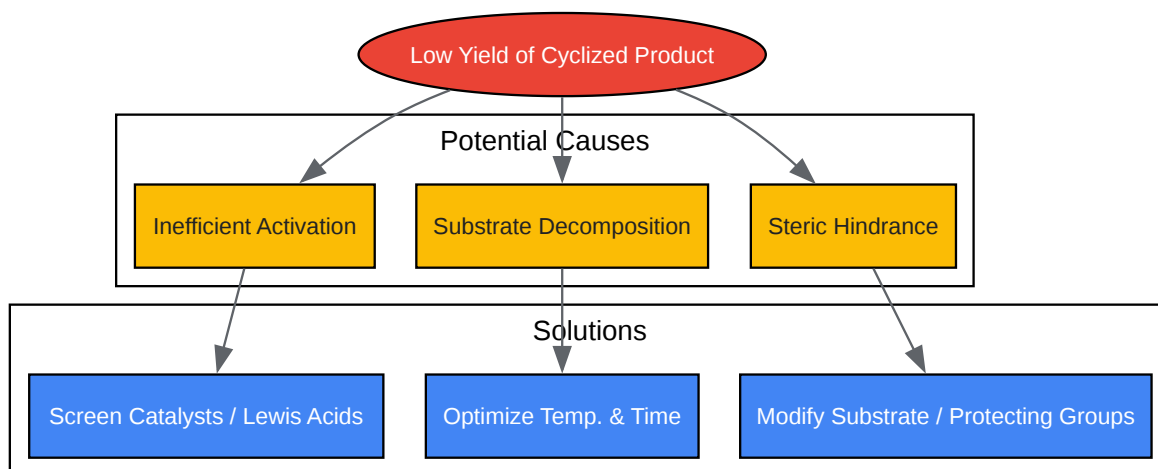 Low Yield of Cyclized Product
Potential Causes
Inefficient Activation
Substrate Decomposition
Steric Hindrance
Solutions
Screen Catalysts / Lewis Acids
Optimize Temp. & Time
Modify Substrate / Protecting Groups